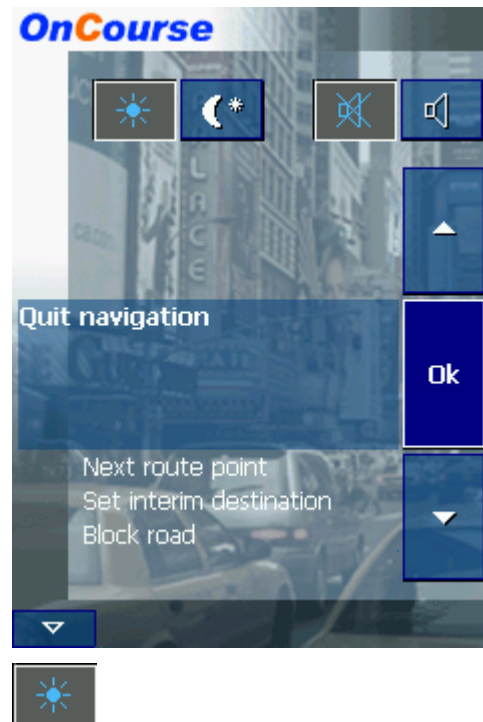 OnCourse
Quit navigation
Ok
Next route point
Set interim destination
Block road